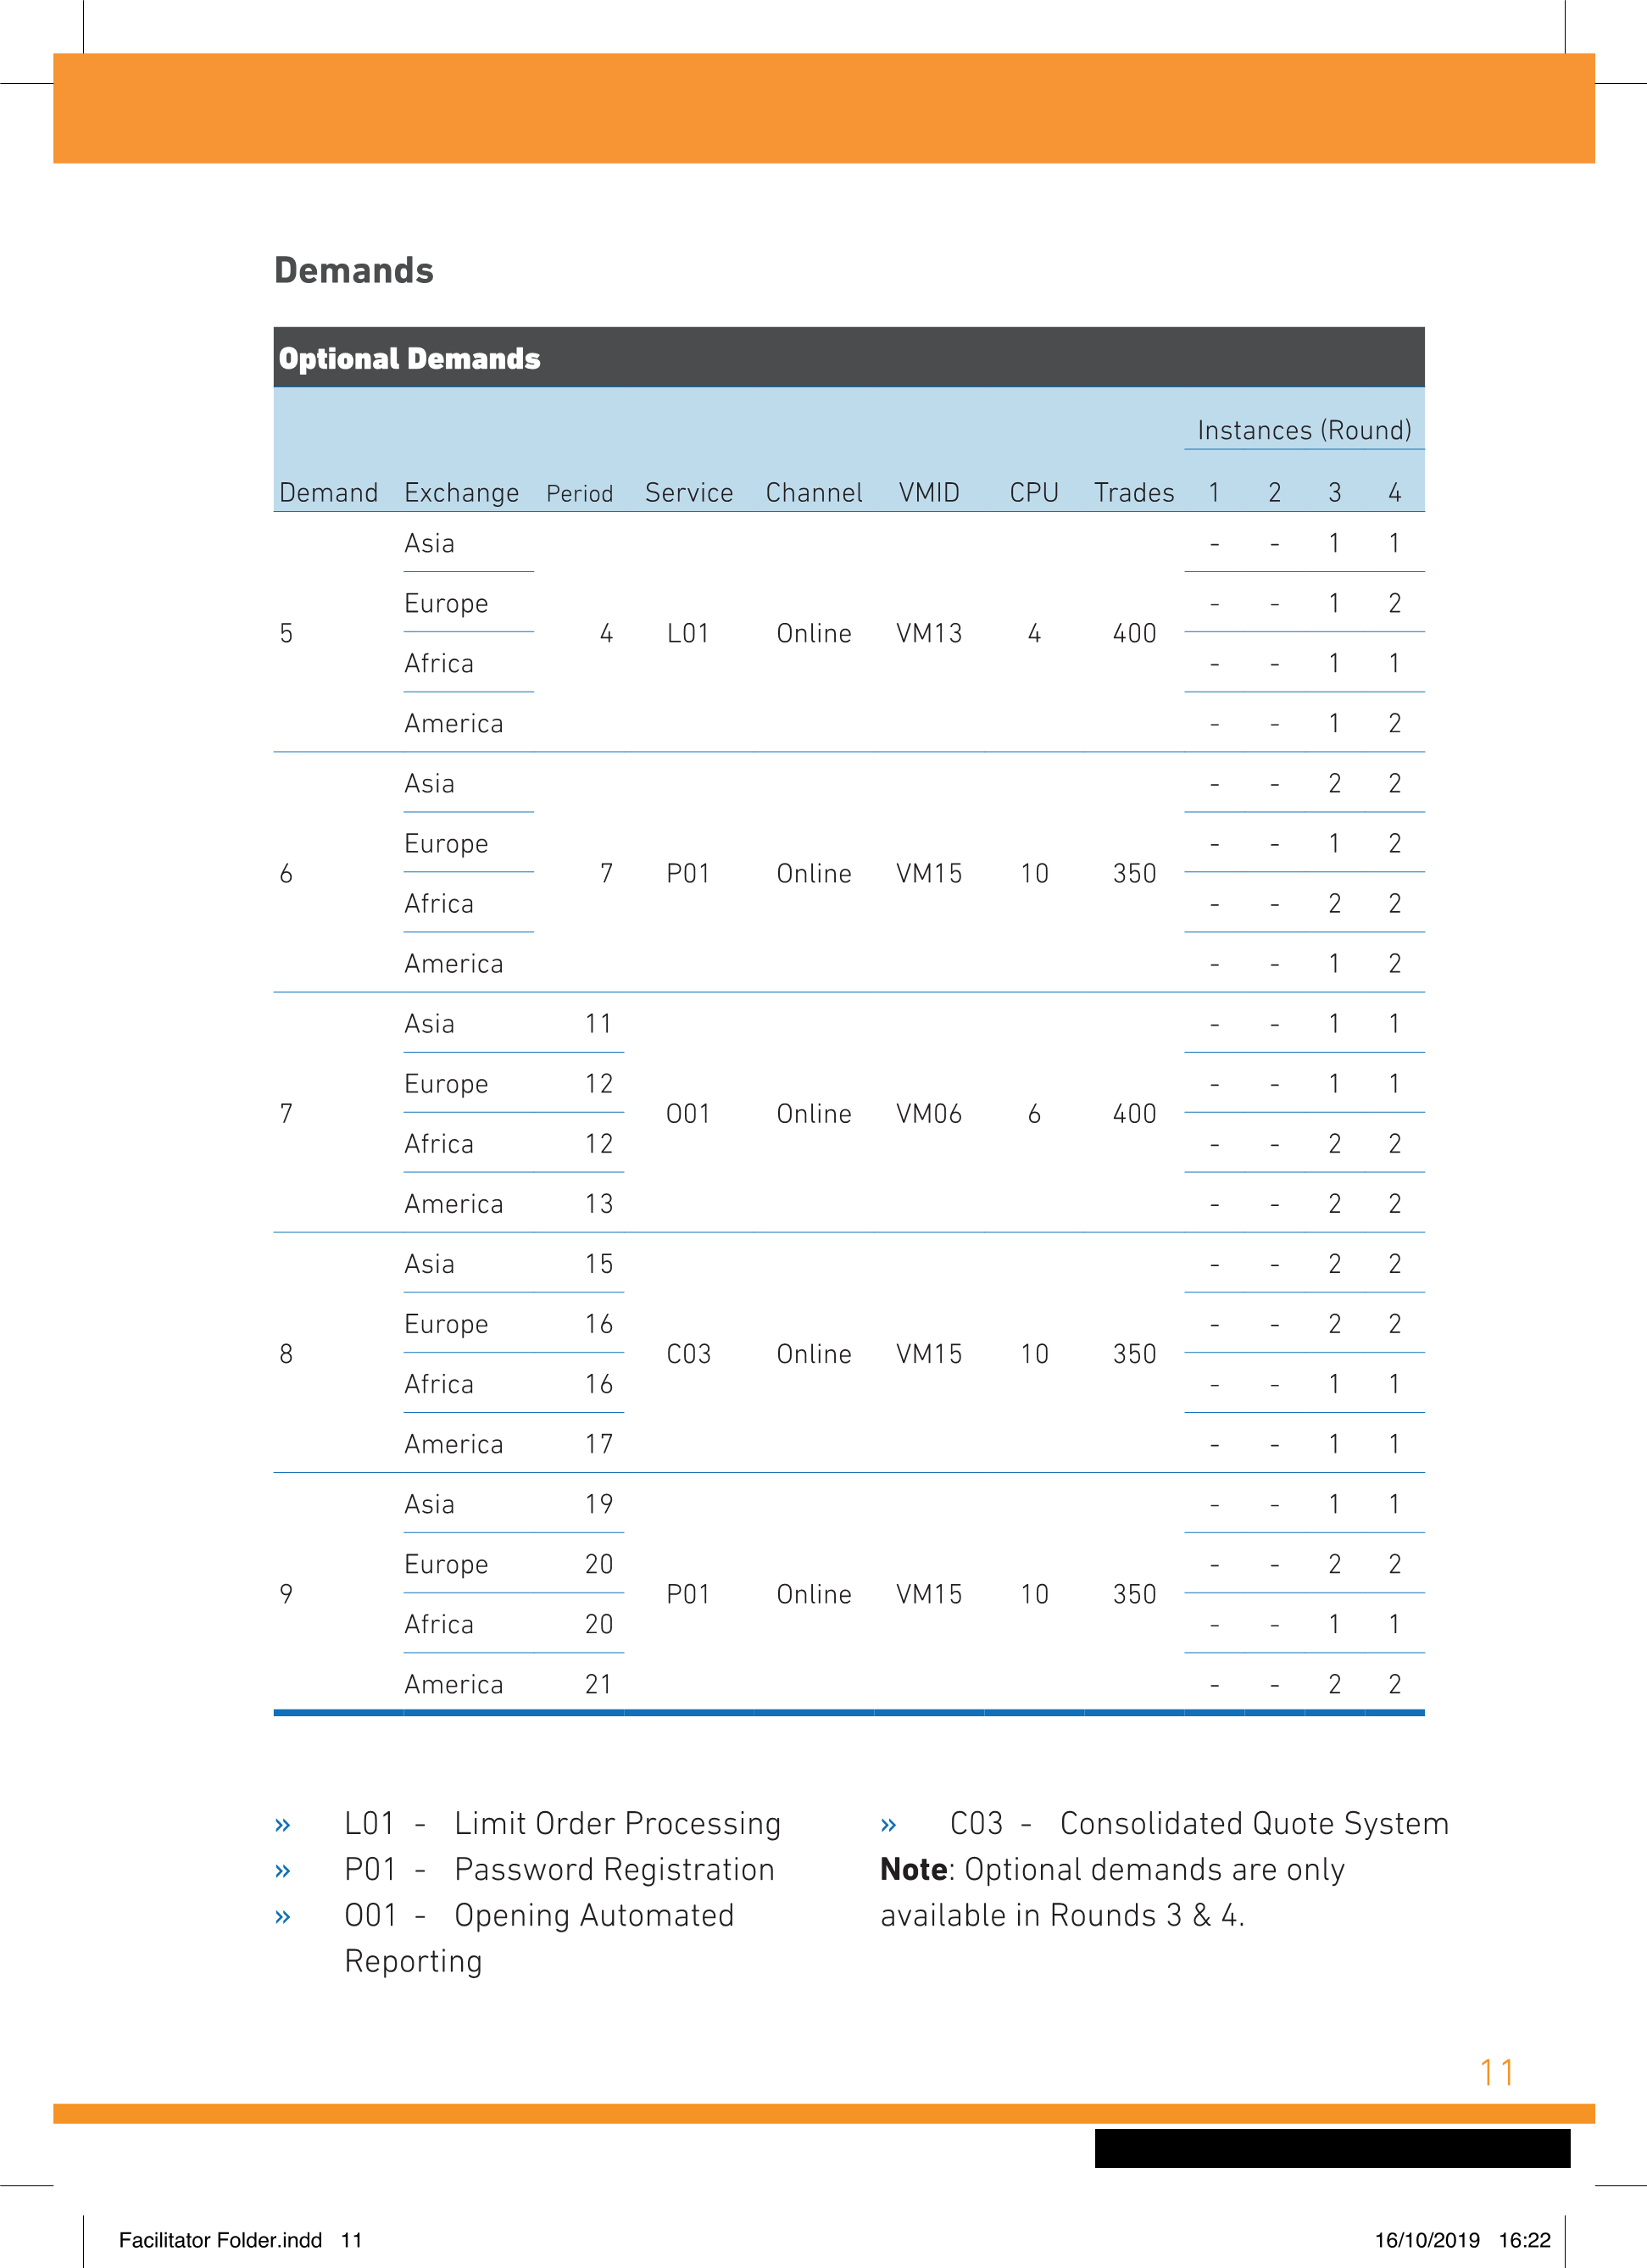 Demands
Optional Demands
Instances (Round)
Demand Exchange Period Service Channel VMID CPU Trades 1 2 3 4
Asia - - 1 1
Europe - - 1 2
5 4 L01 Online VM13 4 400
Africa - - 1 1
America - - 1 2
Asia - - 2 2
Europe - - 1 2
6 7 P01 Online VM15 10 350
Africa - - 2 2
America - - 1 2
Asia 11 - - 1 1
Europe 12 - - 1 1
7 O01 Online VM06 6 400
Africa 12 - - 2 2
America 13 - - 2 2
Asia 15 - - 2 2
Europe 16 - - 2 2
8 C03 Online VM15 10 350
Africa 16 - - 1 1
America 17 - - 1 1
Asia 19 - - 1 1
Europe 20 - - 2 2
9 P01 Online VM15 10 350
Africa 20 - - 1 1
America 21 - - 2 2
» L01 - Limit Order Processing
» P01 - Password Registration
» O01 - Opening Automated
Reporting
» C03 - Consolidated Quote System
Note: Optional demands are only
available in Rounds 3 & 4.
11
Facilitator Folder.indd 11
16/10/2019 16:22